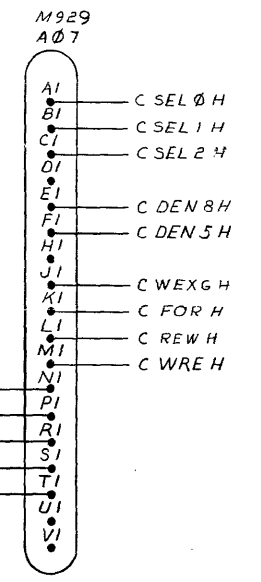 M929
AØ7
A1
C SEL Ø H
B1
C SEL 1 H
C1
C SEL 2 H
D1
E1
C DEN 8 H
F1
C DEN 5 H
H1
J1
C WEXG H
K1
C FOR H
L1
C REW H
M1
C WRE H
N1
P1
R1
S1
T1
U1
V1